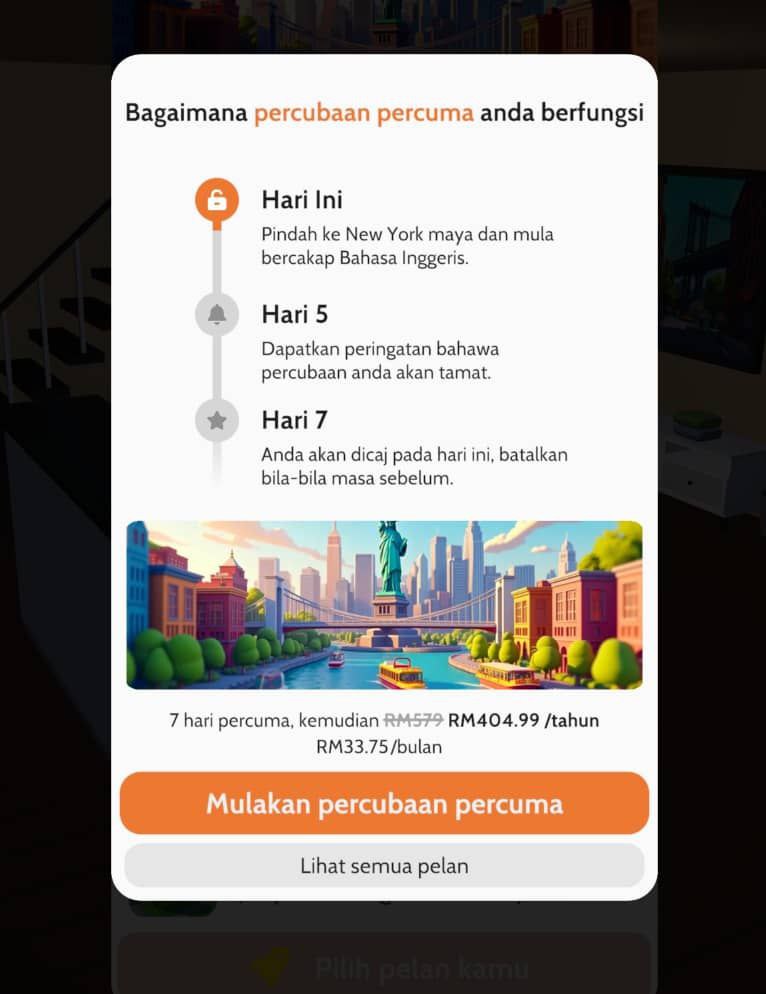 Bagaimana percubaan percuma anda berfungsi
Hari Ini
Pindah ke New York maya dan mula
bercakap Bahasa Inggeris.
Hari 5
Dapatkan peringatan bahawa
percubaan anda akan tamat.
Hari 7
Anda akan dicaj pada hari ini, batalkan
bila-bila masa sebelum.
7 hari percuma, kemudian RM579 RM404.99 /tahun
RM33.75/bulan
Mulakan percubaan percuma
Lihat semua pelan
Pilih pelan kamu